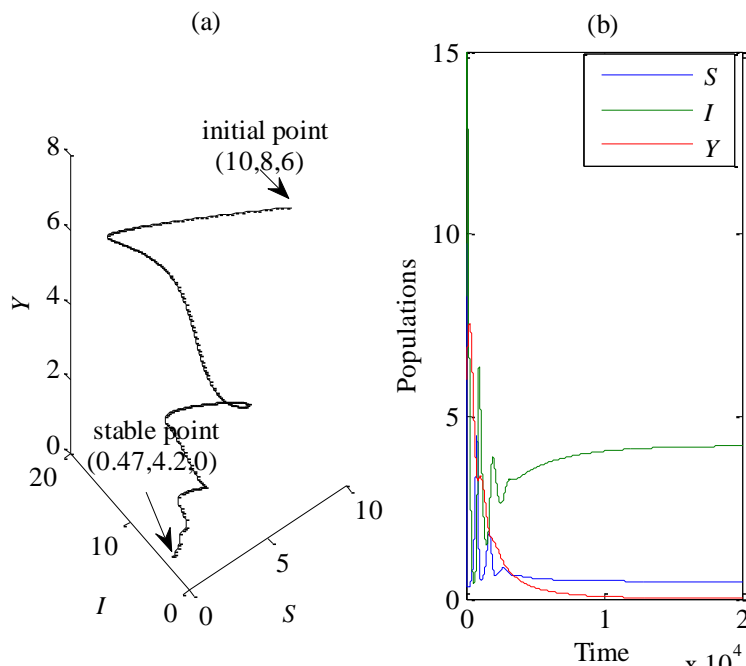 (a)
initial point
(10,8,6)
8
6
4
2
0
Y
stable point
(0.47,4.2,0)
20
10
0
I
0
5
10
S
(b)
15
10
5
0
Populations
S
I
Y
0
1
2
Time
x 10^4